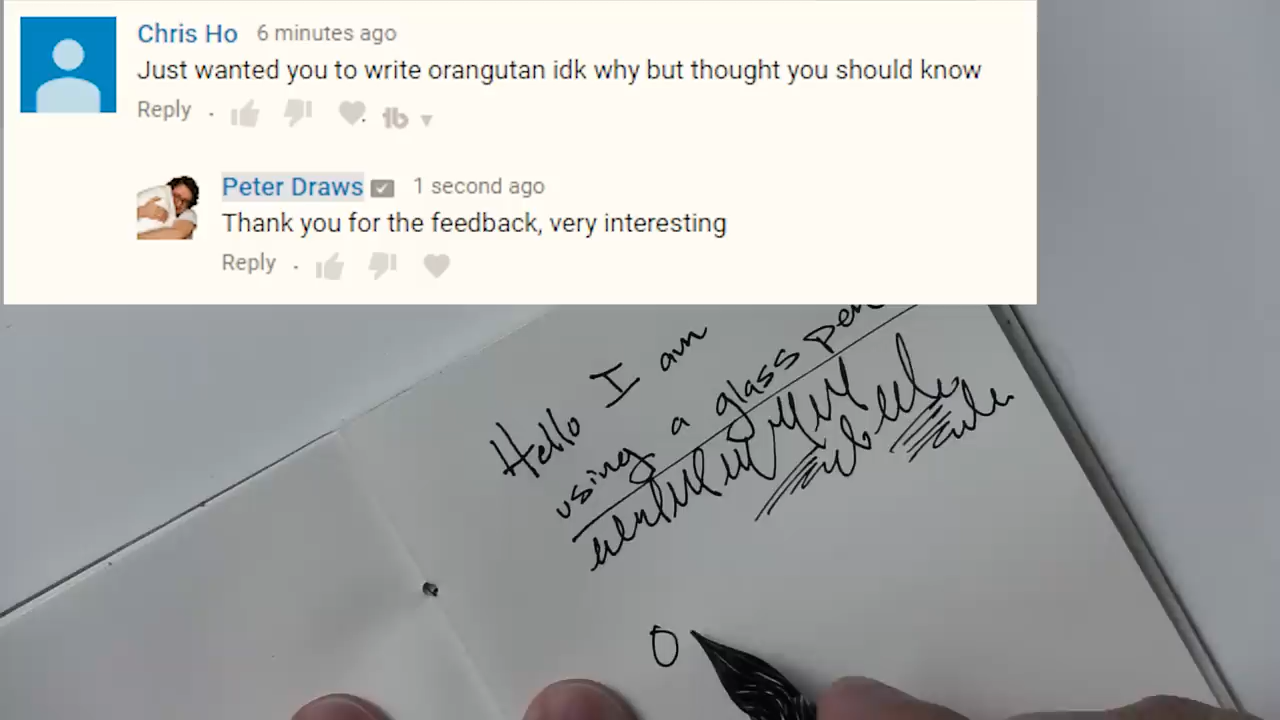 Chris Ho 6 minutes ago
Just wanted you to write orangutan idk why but thought you should know
Reply
Peter Draws 1 second ago
Thank you for the feedback, very interesting
Reply
Hello I am
using a glass pen
O